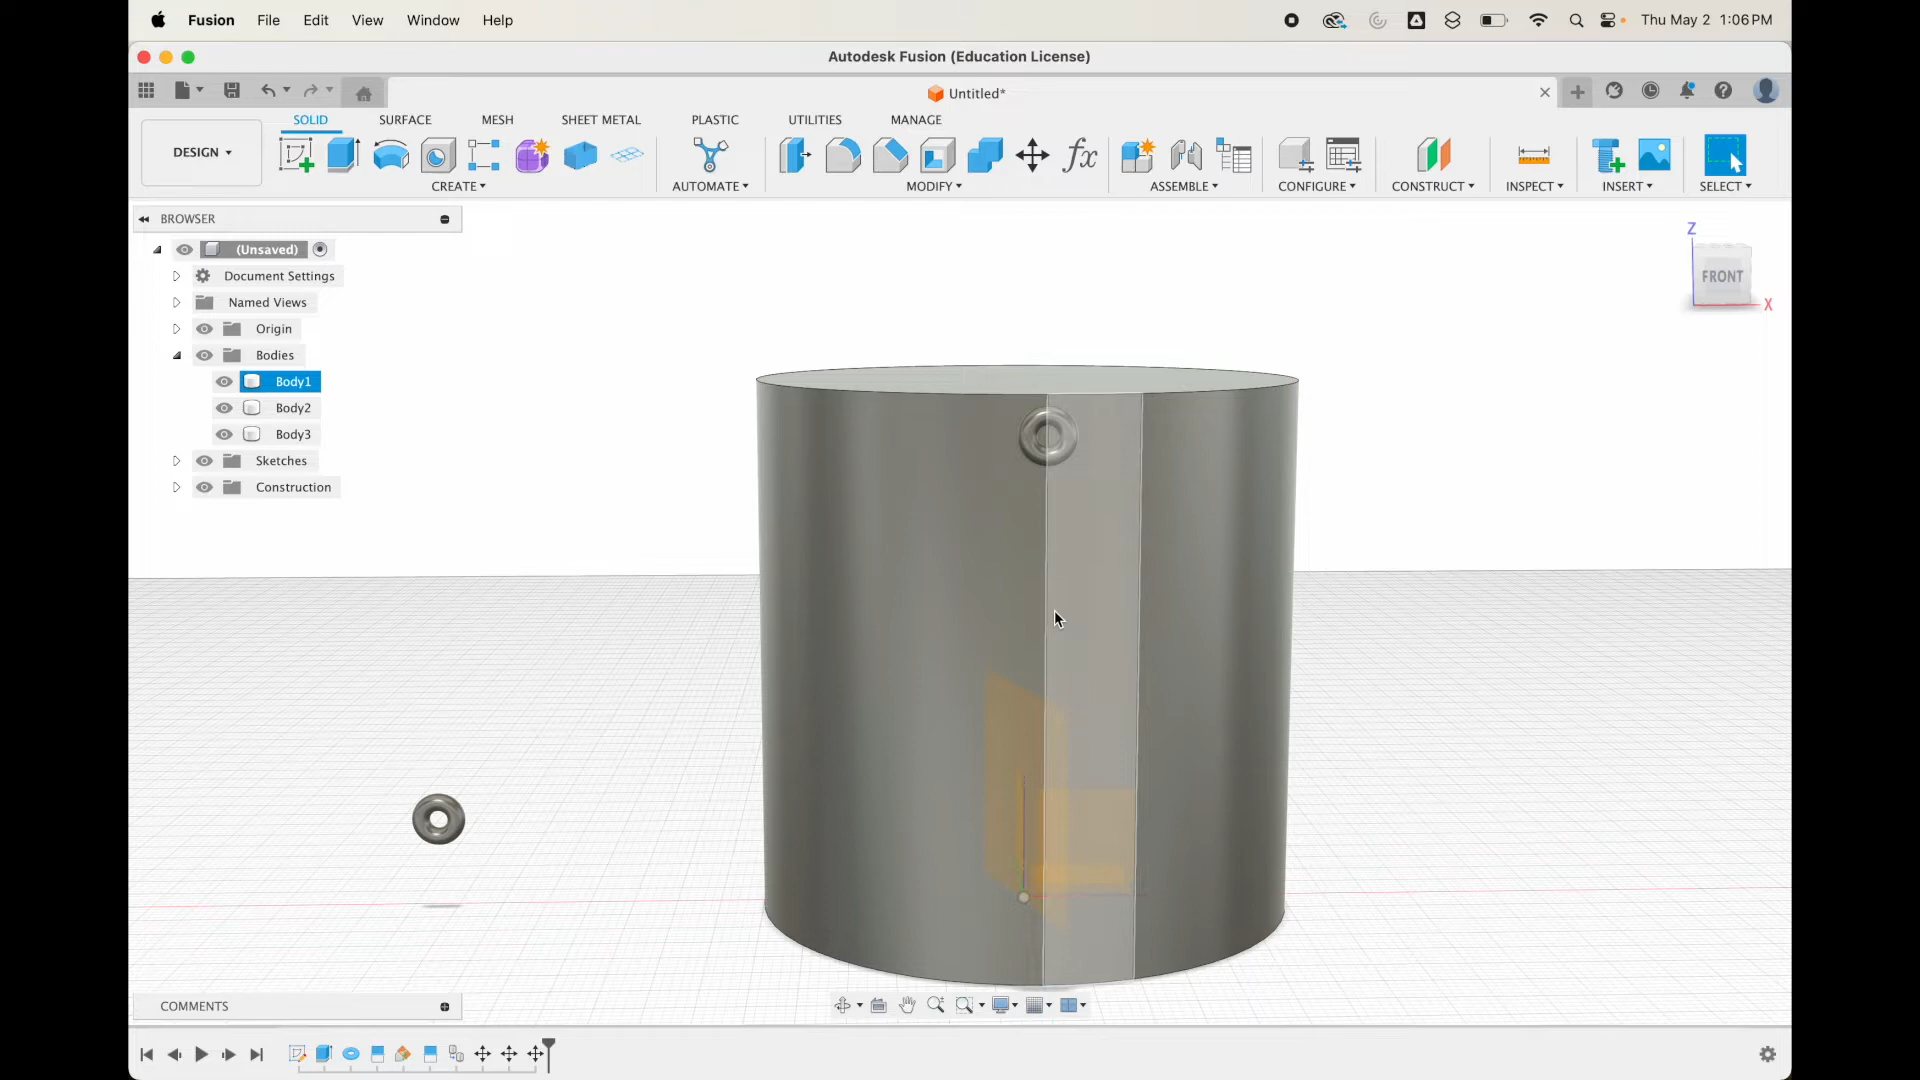 Fusion File Edit View Window Help Thu May 2 1:06 PM
Autodesk Fusion (Education License)
Untitled*
SOLID SURFACE MESH SHEET METAL PLASTIC UTILITIES MANAGE
DESIGN
fx
CREATE AUTOMATE MODIFY ASSEMBLE CONFIGURE CONSTRUCT INSPECT INSERT SELECT
BROWSER
(Unsaved)
Document Settings
Named Views
Origin
Bodies
Body1
Body2
Body3
Sketches
Construction
Z
FRONT
X
COMMENTS